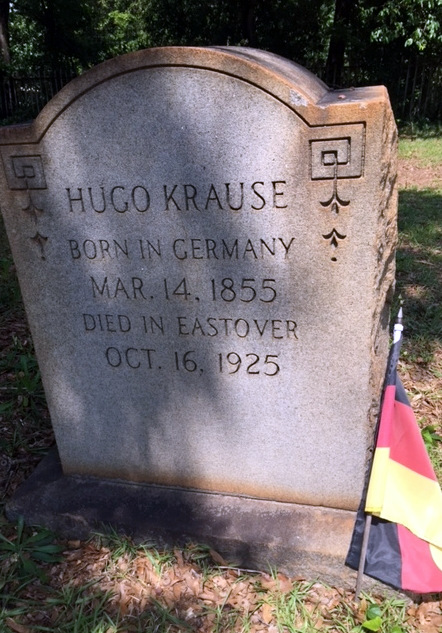 HUGO KRAUSE
BORN IN GERMANY
MAR. 14, 1855
DIED IN EASTOVER
OCT. 16, 1925